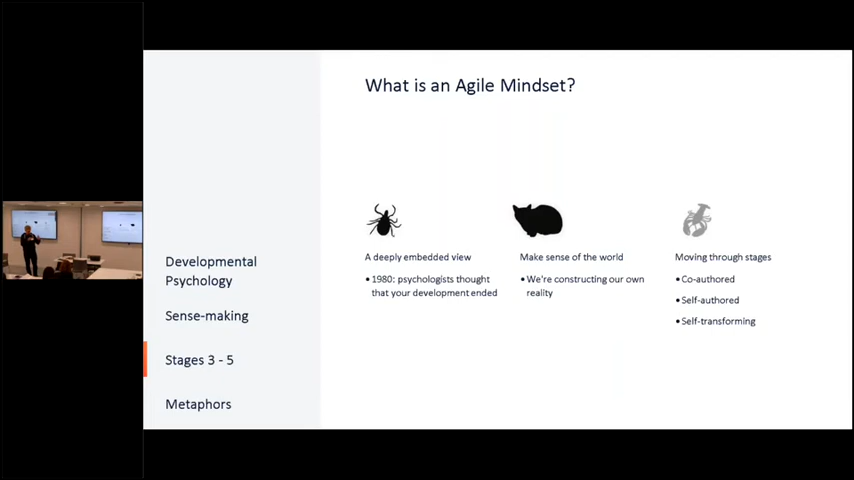 What is an Agile Mindset?
Developmental
Psychology
Sense-making
Stages 3 - 5
Metaphors
A deeply embedded view
• 1980: psychologists thought
that your development ended
Make sense of the world
• We're constructing our own
reality
Moving through stages
• Co-authored
• Self-authored
• Self-transforming